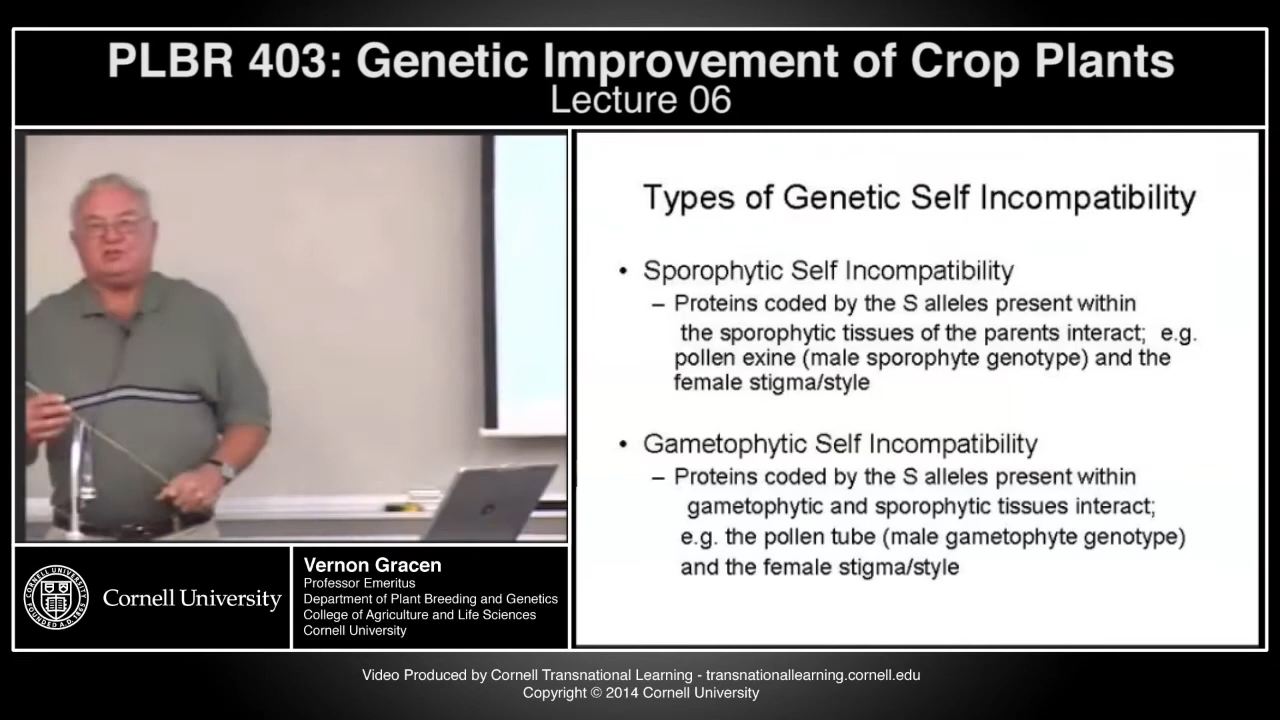 PLBR 403: Genetic Improvement of Crop Plants
Lecture 06
Types of Genetic Self Incompatibility
• Sporophytic Self Incompatibility
– Proteins coded by the S alleles present within
the sporophytic tissues of the parents interact; e.g.
pollen exine (male sporophyte genotype) and the
female stigma/style
• Gametophytic Self Incompatibility
– Proteins coded by the S alleles present within
gametophytic and sporophytic tissues interact;
e.g. the pollen tube (male gametophyte genotype)
and the female stigma/style
Cornell University
Vernon Gracen
Professor Emeritus
Department of Plant Breeding and Genetics
College of Agriculture and Life Sciences
Cornell University
Video Produced by Cornell Transnational Learning - transnationallearning.cornell.edu
Copyright © 2014 Cornell University